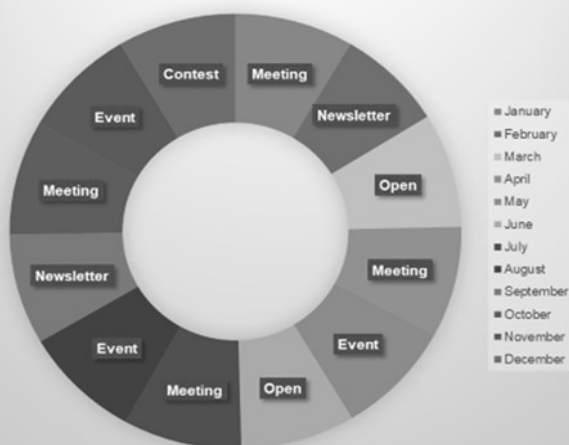 Contest
Meeting
Event
Newsletter
Meeting
Open
Newsletter
Meeting
Event
Event
Meeting
Open
January
February
March
April
May
June
July
August
September
October
November
December